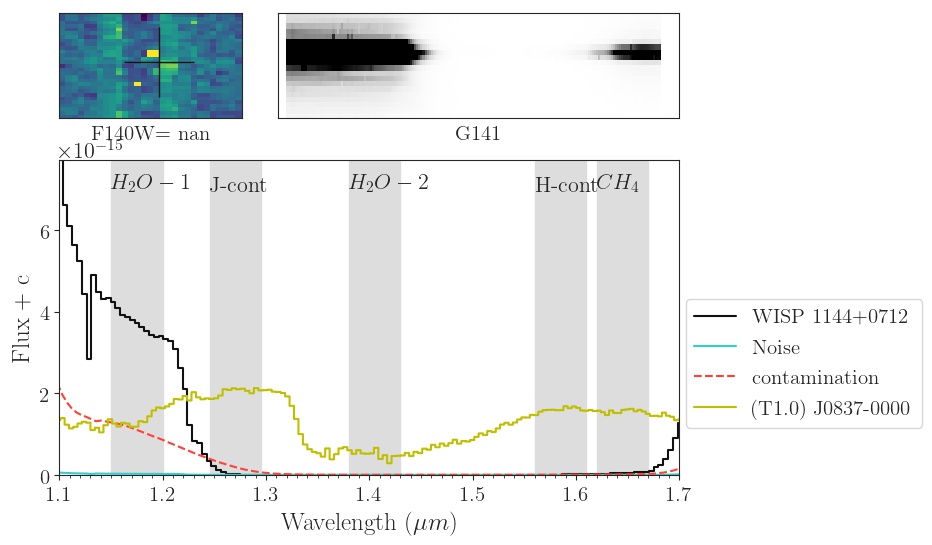 F140W= nan
G141
×10−15
H2O − 1
J-cont
H2O − 2
H-cont
CH4
6
4
2
0
Flux + c
1.1
1.2
1.3
1.4
1.5
1.6
1.7
Wavelength (μm)
WISP 1144+0712
Noise
contamination
(T1.0) J0837-0000